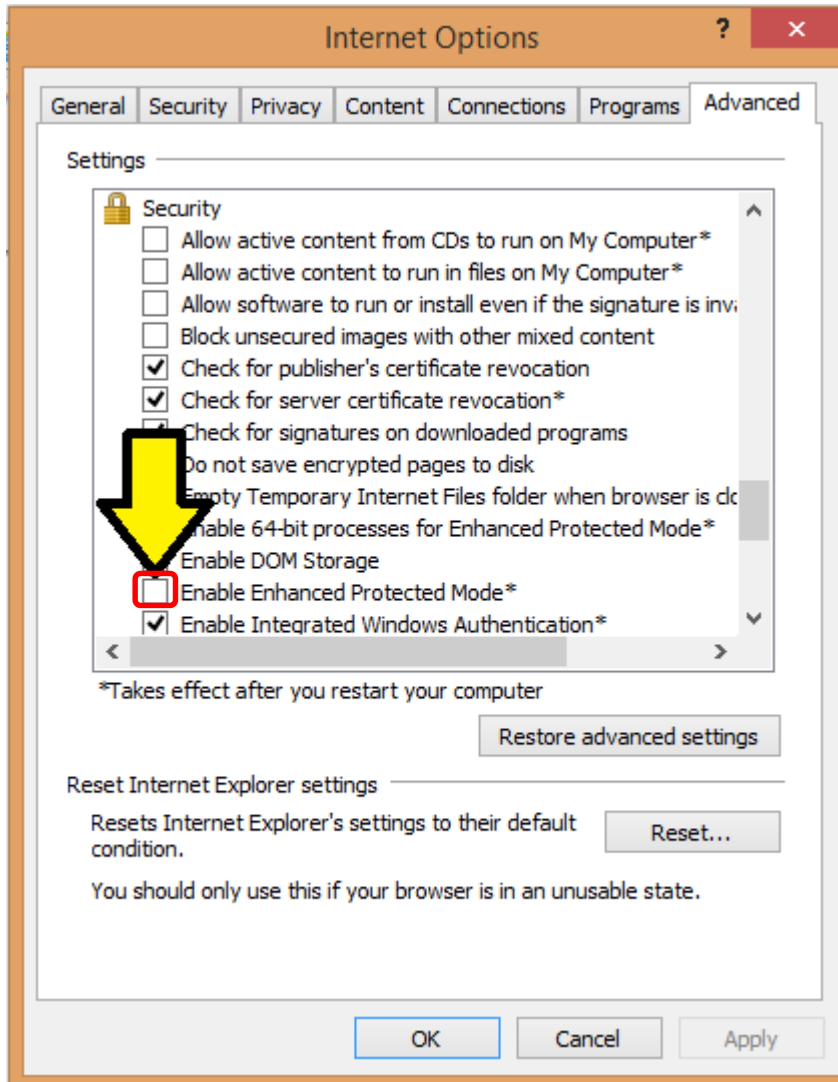 Internet Options
?
General Security Privacy Content Connections Programs Advanced
Settings
Security
Allow active content from CDs to run on My Computer*
Allow active content to run in files on My Computer*
Allow software to run or install even if the signature is
Block unsecured images with other mixed content
Check for publisher's certificate revocation
Check for server certificate revocation*
Check for signatures on downloaded programs
Do not save encrypted pages to disk
Empty Temporary Internet Files folder when browser is
Enable 64-bit processes for Enhanced Protected Mode*
Enable DOM Storage
Enable Enhanced Protected Mode*
Enable Integrated Windows Authentication*
*Takes effect after you restart your computer
Restore advanced settings
Reset Internet Explorer settings
Resets Internet Explorer's settings to their default
condition.
Reset...
You should only use this if your browser is in an unusable state.
OK Cancel Apply